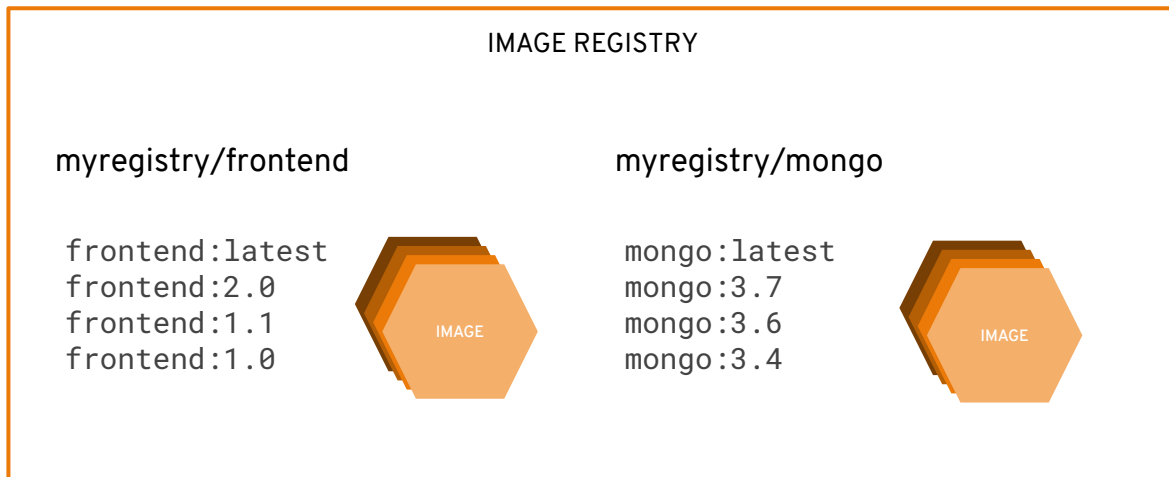 IMAGE REGISTRY
myregistry/frontend
frontend:latest
frontend:2.0
frontend:1.1
frontend:1.0
IMAGE
myregistry/mongo
mongo:latest
mongo:3.7
mongo:3.6
mongo:3.4
IMAGE